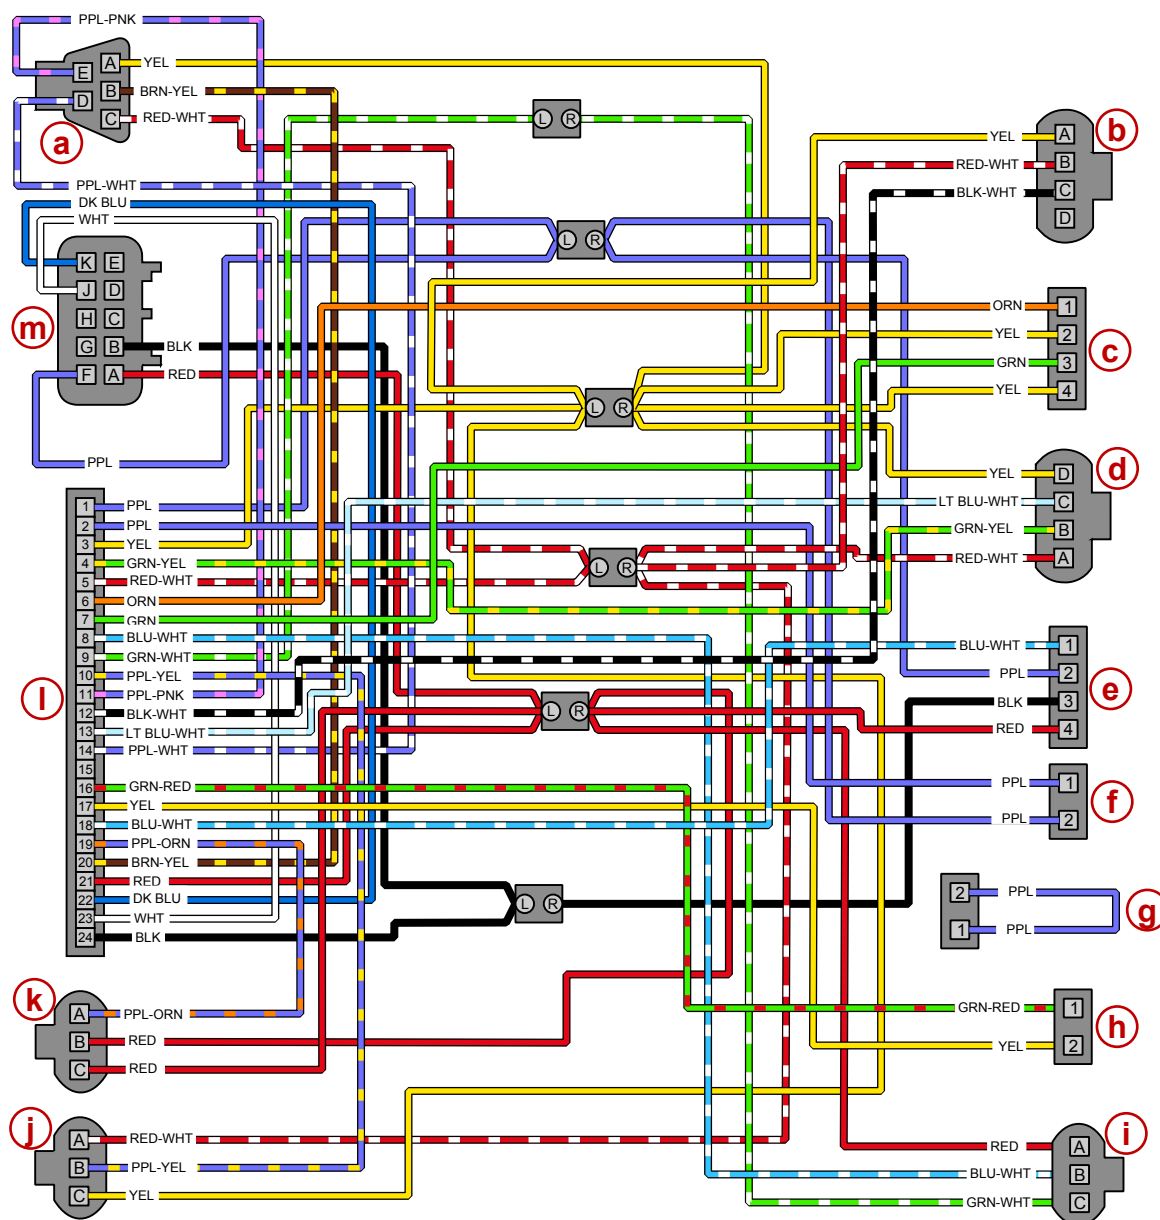 PPL-PNK
E A YEL
D B BRN-YEL
C RED-WHT
a
L R
b
YEL A
RED-WHT B
BLK-WHT C
D
PPL-WHT
DK BLU
WHT
L R
K E
J D
H C
G B BLK
F A RED
m
PPL
ORN 1
YEL 2
GRN 3
YEL 4
c
L R
d
YEL D
LT BLU-WHT C
GRN-YEL B
RED-WHT A
L R
l
1 PPL
2 PPL
3 YEL
4 GRN-YEL
5 RED-WHT
6 ORN
7 GRN
8 BLU-WHT
9 GRN-WHT
10 PPL-YEL
11 PPL-PNK
12 BLK-WHT
13 LT BLU-WHT
14 PPL-WHT
15
16 GRN-RED
17 YEL
18 BLU-WHT
19 PPL-ORN
20 BRN-YEL
21 RED
22 DK BLU
23 WHT
24 BLK
L R
BLU-WHT 1
PPL 2
BLK 3
RED 4
e
PPL 1
PPL 2
f
L R
2 PPL
1 PPL
g
k
A PPL-ORN
B RED
C RED
GRN-RED 1
YEL 2
h
j
A RED-WHT
B PPL-YEL
C YEL
i
RED A
BLU-WHT B
GRN-WHT C